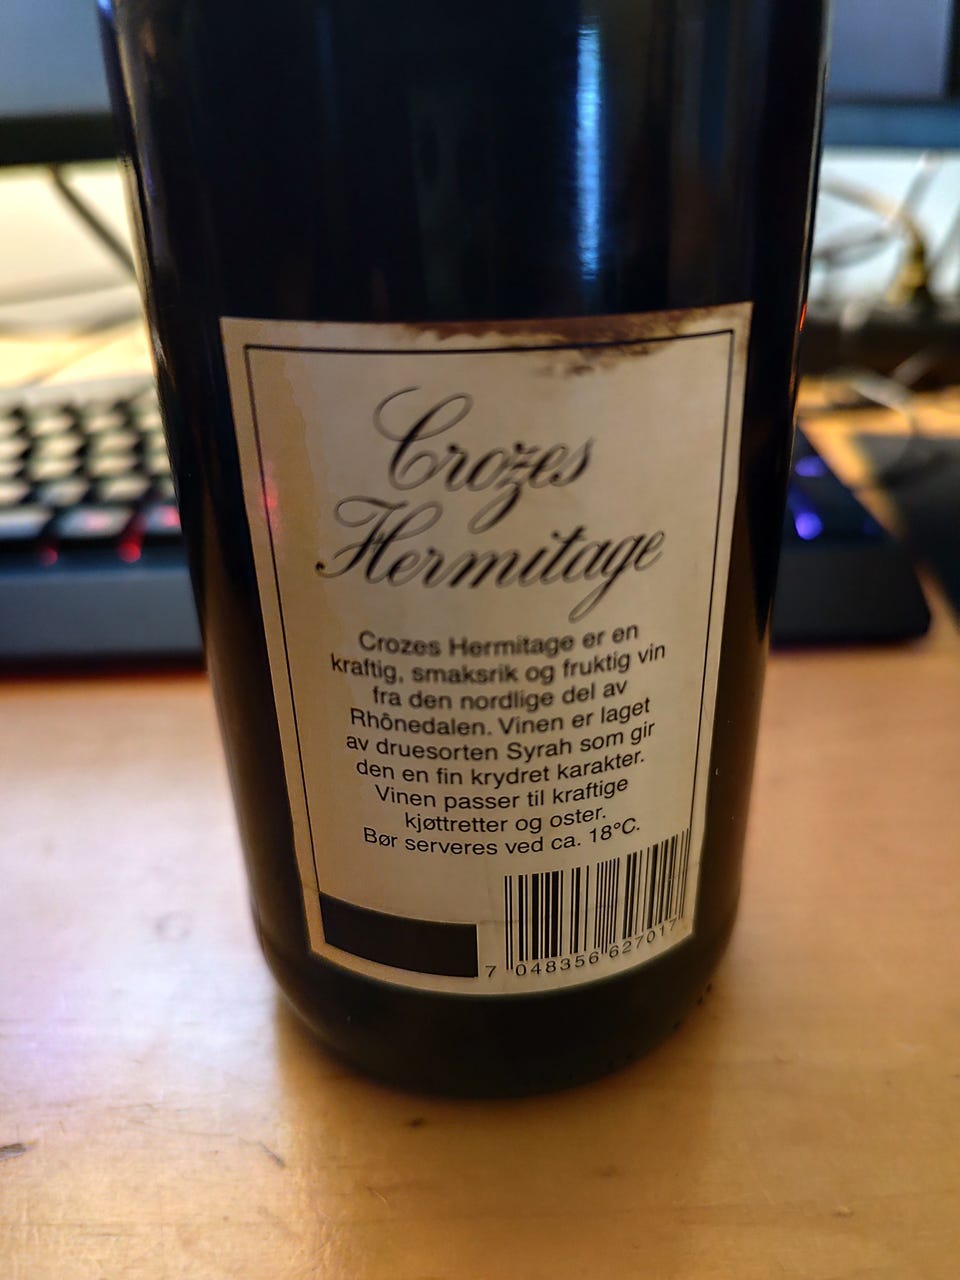 Crozes
Hermitage
Crozes Hermitage er en
kraftig, smaksrik og fruktig vin
fra den nordlige del av
Rhônedalen. Vinen er laget
av druesorten Syrah som gir
den en fin krydret karakter.
Vinen passer til kraftige
kjøttretter og oster.
Bør serveres ved ca. 18°C.
7 048356 627017